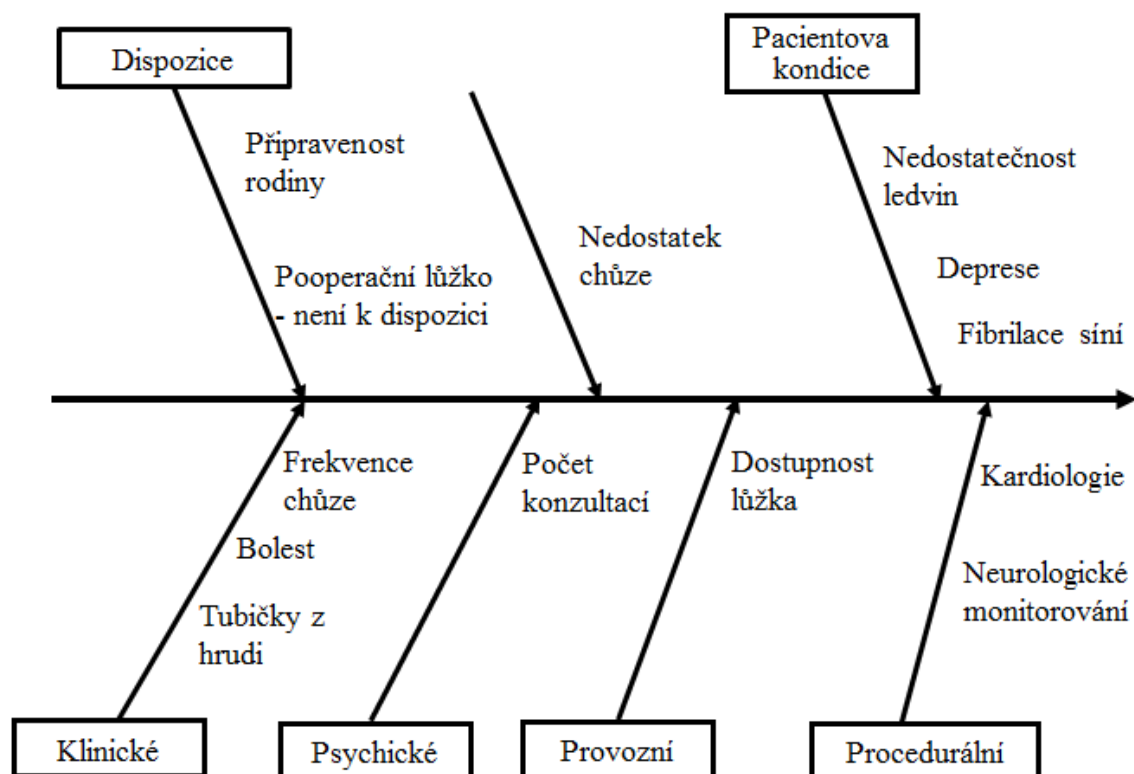 Dispozice
Pacientova
kondice
Připravenost
rodiny
Nedostatečnost
ledvin
Nedostatek
chůze
Pooperační lůžko
- není k dispozici
Deprese
Fibrilace síní
Frekvence
chůze
Počet
konzultací
Dostupnost
lůžka
Kardiologie
Bolest
Neurologické
monitorování
Tubičky z
hrudi
Klinické
Psychické
Provozní
Procedurální